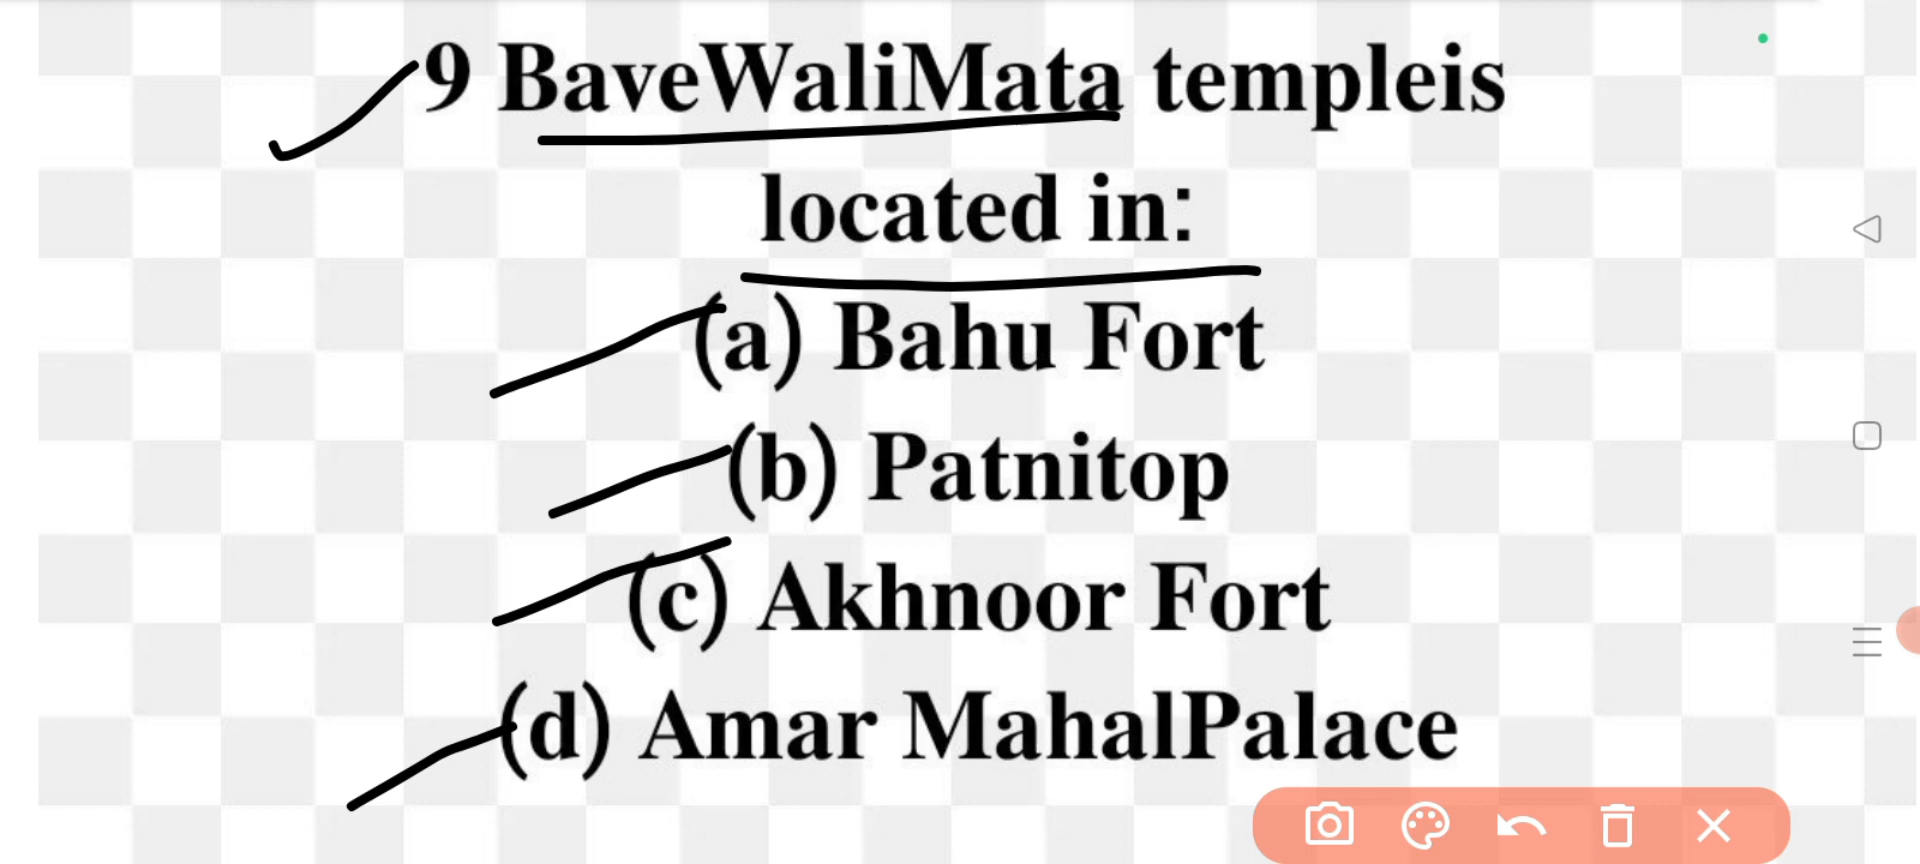 9 BaveWaliMata templeis
located in:
(a) Bahu Fort
(b) Patnitop
(c) Akhnoor Fort
(d) Amar MahalPalace